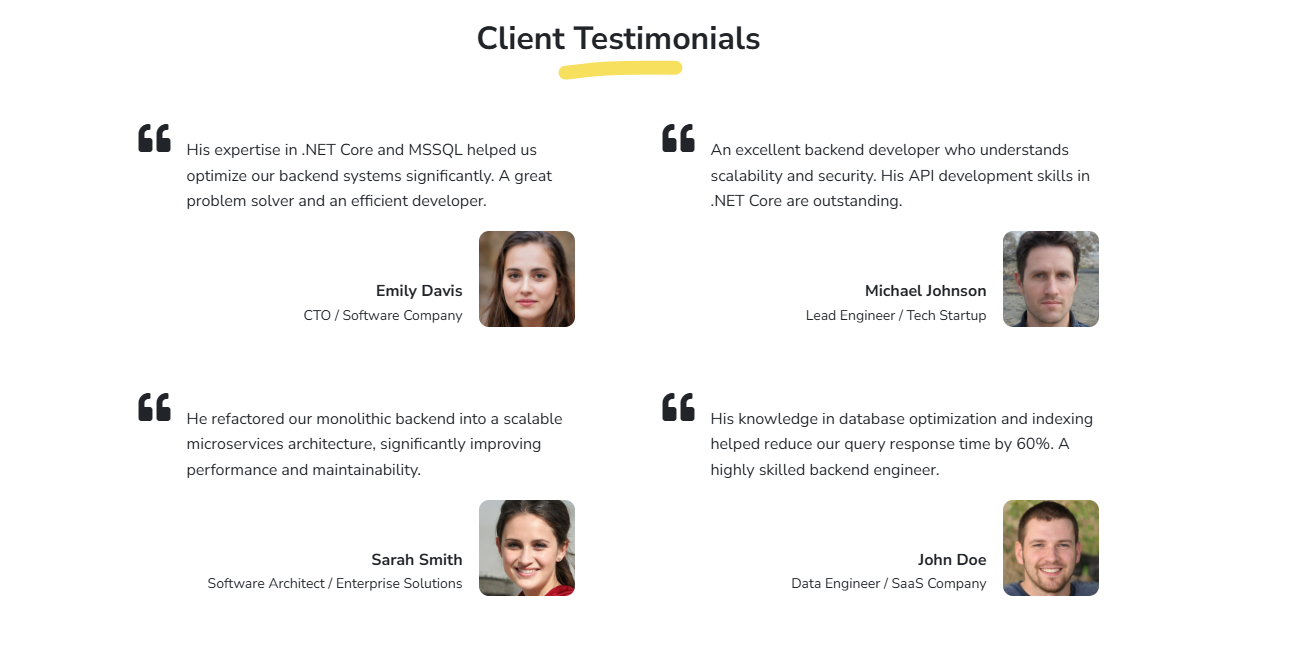 Client Testimonials
His expertise in .NET Core and MSSQL helped us
optimize our backend systems significantly. A great
problem solver and an efficient developer.
Emily Davis
CTO / Software Company
An excellent backend developer who understands
scalability and security. His API development skills in
.NET Core are outstanding.
Michael Johnson
Lead Engineer / Tech Startup
He refactored our monolithic backend into a scalable
microservices architecture, significantly improving
performance and maintainability.
Sarah Smith
Software Architect / Enterprise Solutions
His knowledge in database optimization and indexing
helped reduce our query response time by 60%. A
highly skilled backend engineer.
John Doe
Data Engineer / SaaS Company